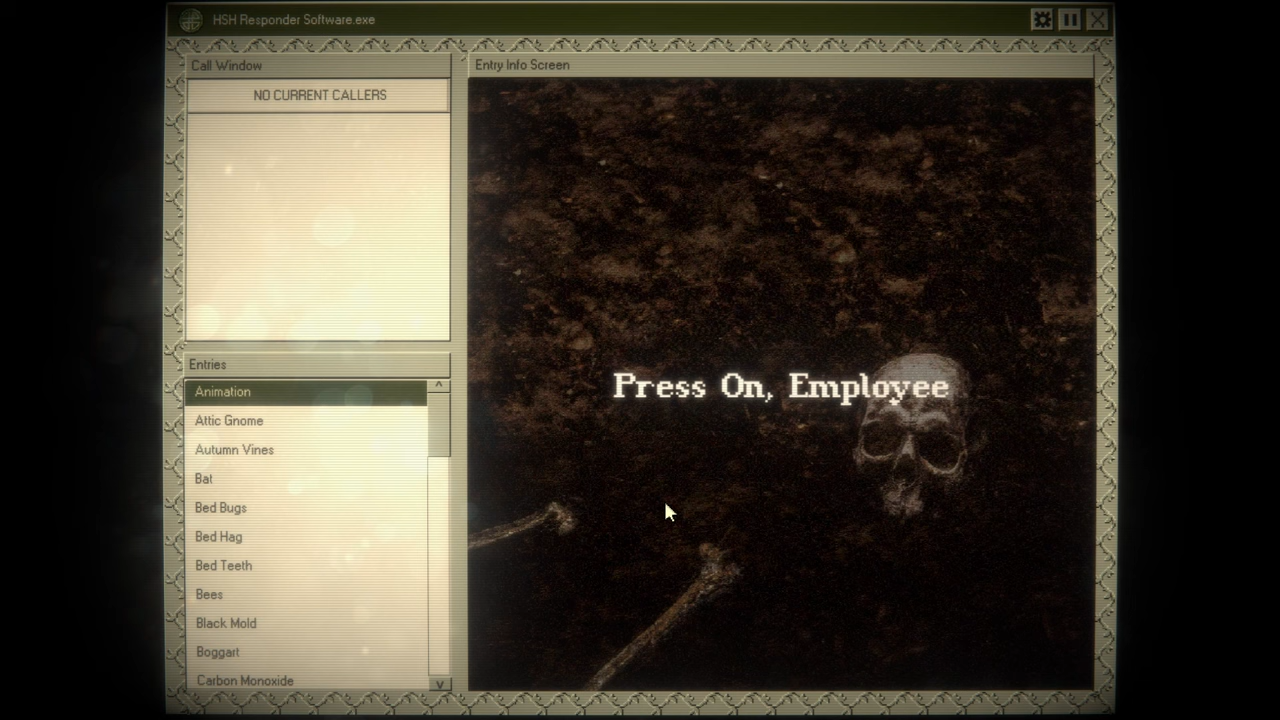 HSH Responder Software.exe
Call Window
NO CURRENT CALLERS
Entries
Animation
Attic Gnome
Autumn Vines
Bat
Bed Bugs
Bed Hag
Bed Teeth
Bees
Black Mold
Boggart
Carbon Monoxide
Entry Info Screen
Press On, Employee